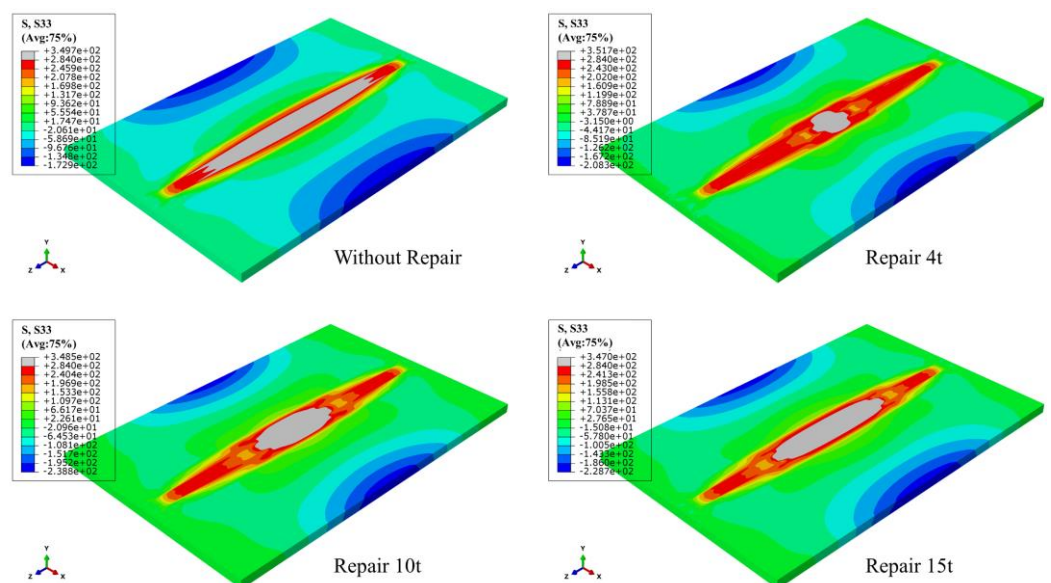 S, S33
(Avg:75%)
+3.497e+02
+2.840e+02
+2.459e+02
+2.078e+02
+1.698e+02
+1.317e+02
+9.362e+01
+5.554e+01
+1.747e+01
-2.061e+01
-5.869e+01
-9.676e+01
-1.348e+02
-1.729e+02
Y
Z
X
Without Repair
S, S33
(Avg:75%)
+3.517e+02
+2.840e+02
+2.430e+02
+2.020e+02
+1.609e+02
+1.199e+02
+7.889e+01
+3.787e+01
-3.150e+00
-4.417e+01
-8.519e+01
-1.262e+02
-1.672e+02
-2.083e+02
Y
Z
X
Repair 4t
S, S33
(Avg:75%)
+3.485e+02
+2.840e+02
+2.404e+02
+1.969e+02
+1.533e+02
+1.097e+02
+6.617e+01
+2.261e+01
-2.096e+01
-6.453e+01
-1.081e+02
-1.517e+02
-1.952e+02
-2.388e+02
Y
Z
X
Repair 10t
S, S33
(Avg:75%)
+3.470e+02
+2.840e+02
+2.413e+02
+1.985e+02
+1.558e+02
+1.131e+02
+7.037e+01
+2.765e+01
-1.508e+01
-5.780e+01
-1.005e+02
-1.433e+02
-1.860e+02
-2.287e+02
Y
Z
X
Repair 15t